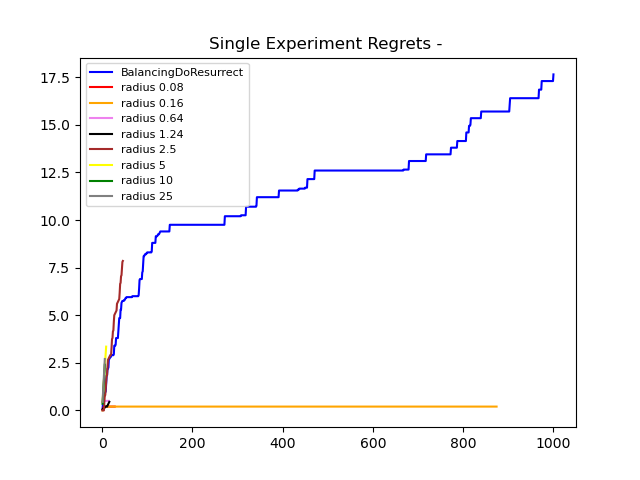 Single Experiment Regrets -
BalancingDoResurrect
radius 0.08
radius 0.16
radius 0.64
radius 1.24
radius 2.5
radius 5
radius 10
radius 25
17.5
15.0
12.5
10.0
7.5
5.0
2.5
0.0
0 200 400 600 800 1000